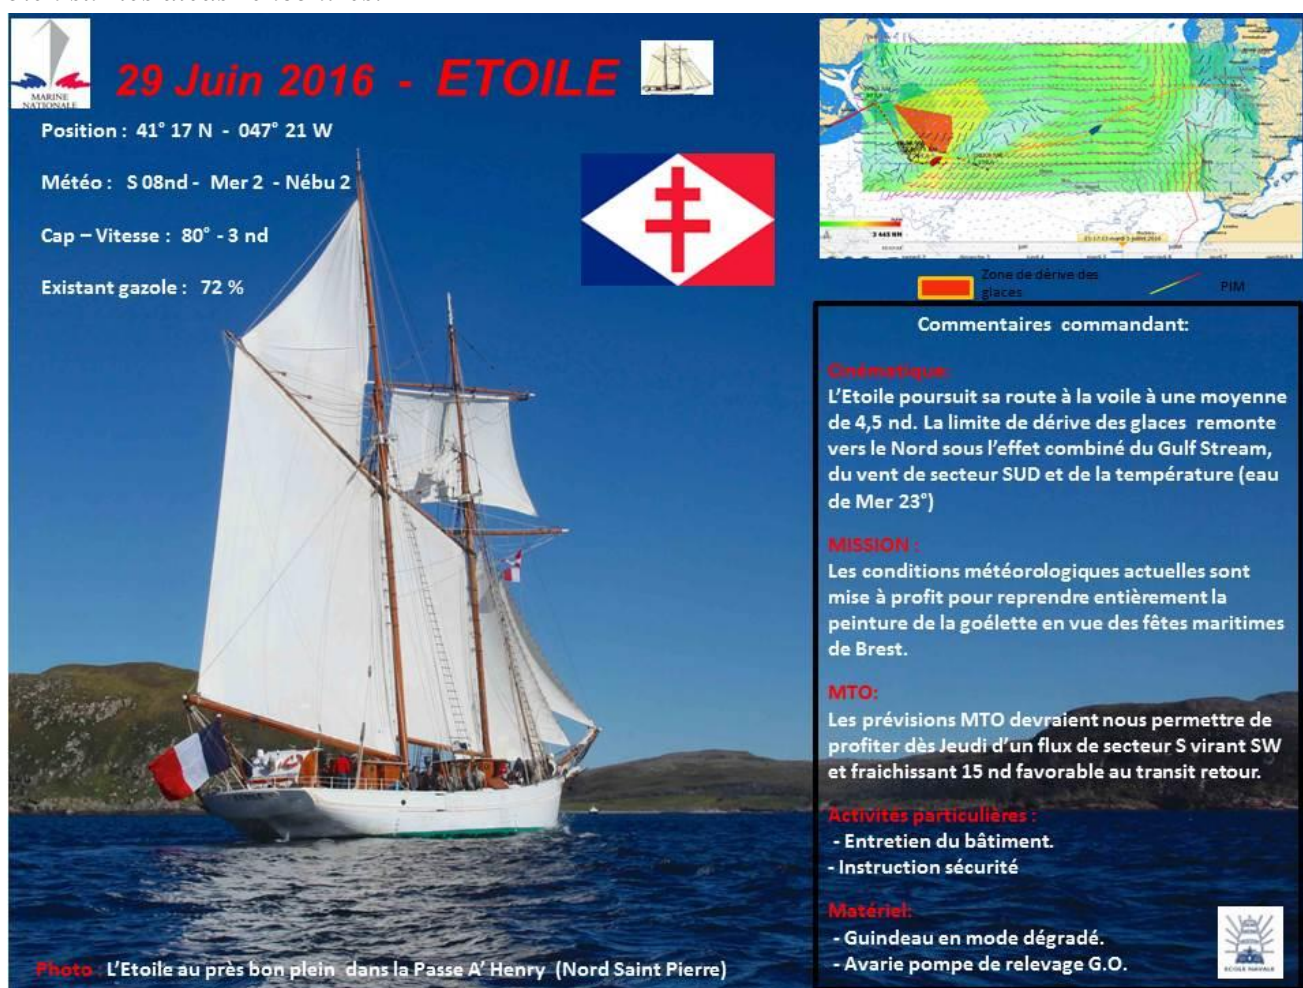 MARINE
NATIONALE
29 Juin 2016 - ETOILE
Position : 41° 17 N - 047° 21 W
Météo : S 08nd - Mer 2 - Nébu 2
Cap – Vitesse : 80° - 3 nd
Existant gazole : 72 %
Zone de dérive des
glaces
PIM
Commentaires commandant:
Cinématique:
L’Etoile poursuit sa route à la voile à une moyenne
de 4,5 nd. La limite de dérive des glaces remonte
vers le Nord sous l’effet combiné du Gulf Stream,
du vent de secteur SUD et de la température (eau
de Mer 23°)
MISSION :
Les conditions météorologiques actuelles sont
mise à profit pour reprendre entièrement la
peinture de la goélette en vue des fêtes maritimes
de Brest.
MTO:
Les prévisions MTO devraient nous permettre de
profiter dès Jeudi d’un flux de secteur S virant SW
et fraichissant 15 nd favorable au transit retour.
Activités particulières :
- Entretien du bâtiment.
- Instruction sécurité
Matériel:
- Guindeau en mode dégradé.
- Avarie pompe de relevage G.O.
ECOLE NAVALE
Photo : L’Etoile au près bon plein dans la Passe A’ Henry (Nord Saint Pierre)